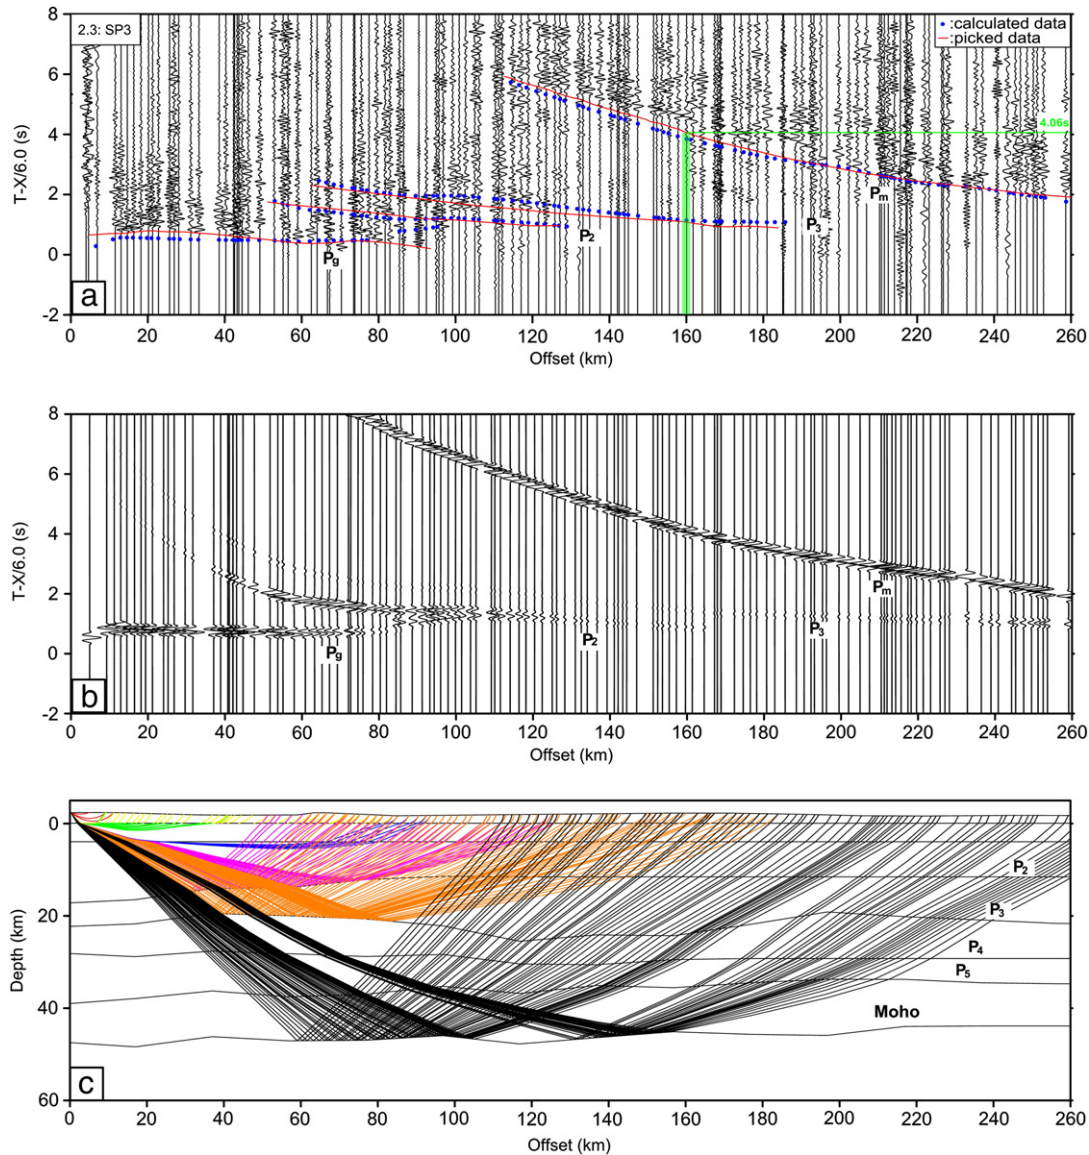 2.3: SP3
:calculated data
:picked data
8
6
4
2
0
-2
T-X/6.0 (s)
4.06s
Pg
P2
P3
Pm
a
0 20 40 60 80 100 120 140 160 180 200 220 240 260
Offset (km)
8
6
4
2
0
-2
T-X/6.0 (s)
Pg
P2
P3
Pm
b
0 20 40 60 80 100 120 140 160 180 200 220 240 260
Offset (km)
0
20
40
60
Depth (km)
P2
P3
P4
P5
Moho
c
0 20 40 60 80 100 120 140 160 180 200 220 240 260
Offset (km)